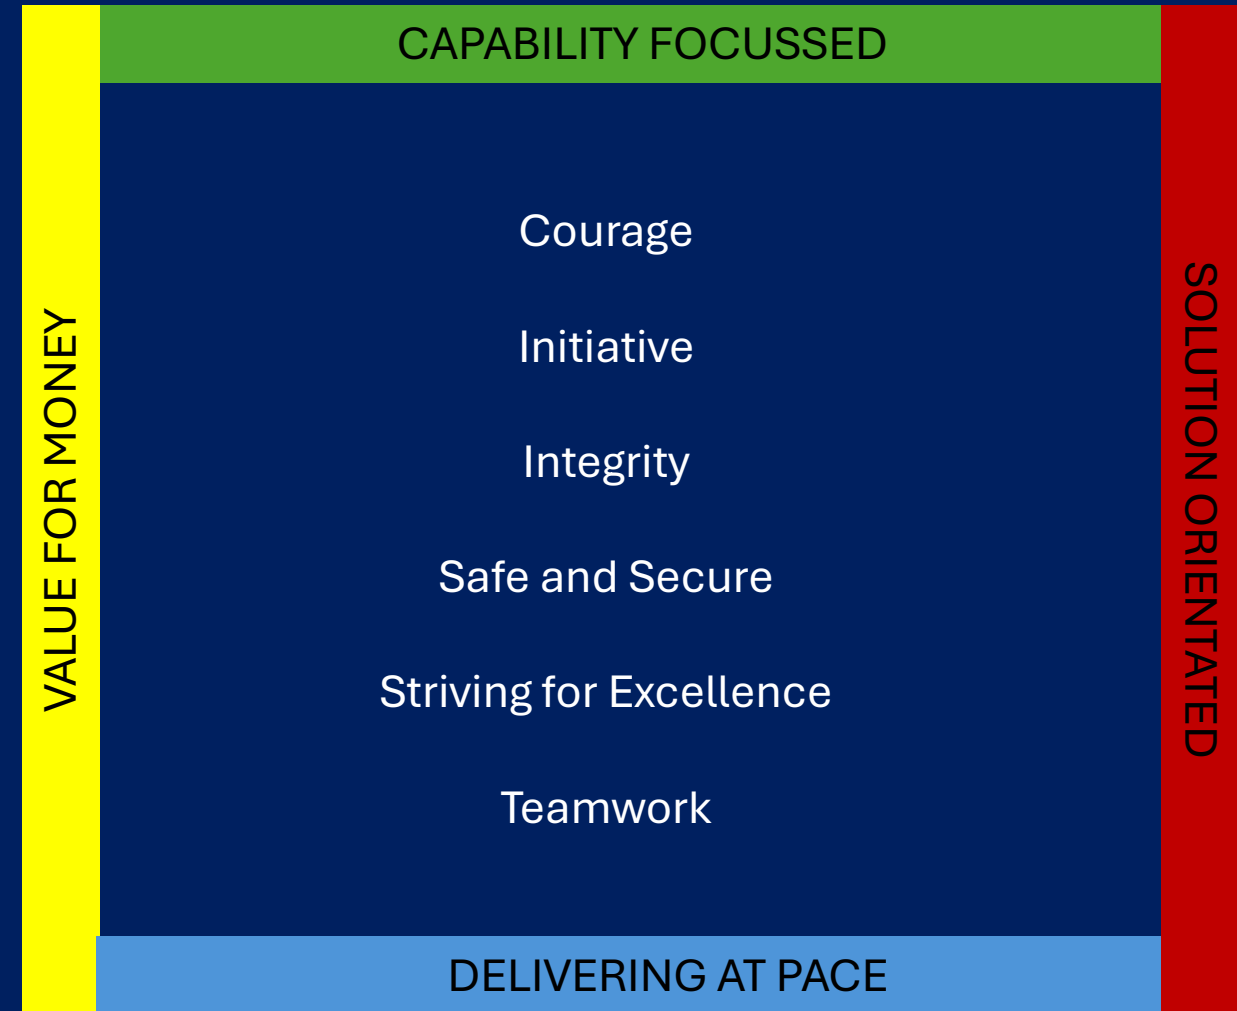 CAPABILITY FOCUSSED
VALUE FOR MONEY
Courage
Initiative
Integrity
Safe and Secure
Striving for Excellence
Teamwork
SOLUTION ORIENTATED
DELIVERING AT PACE